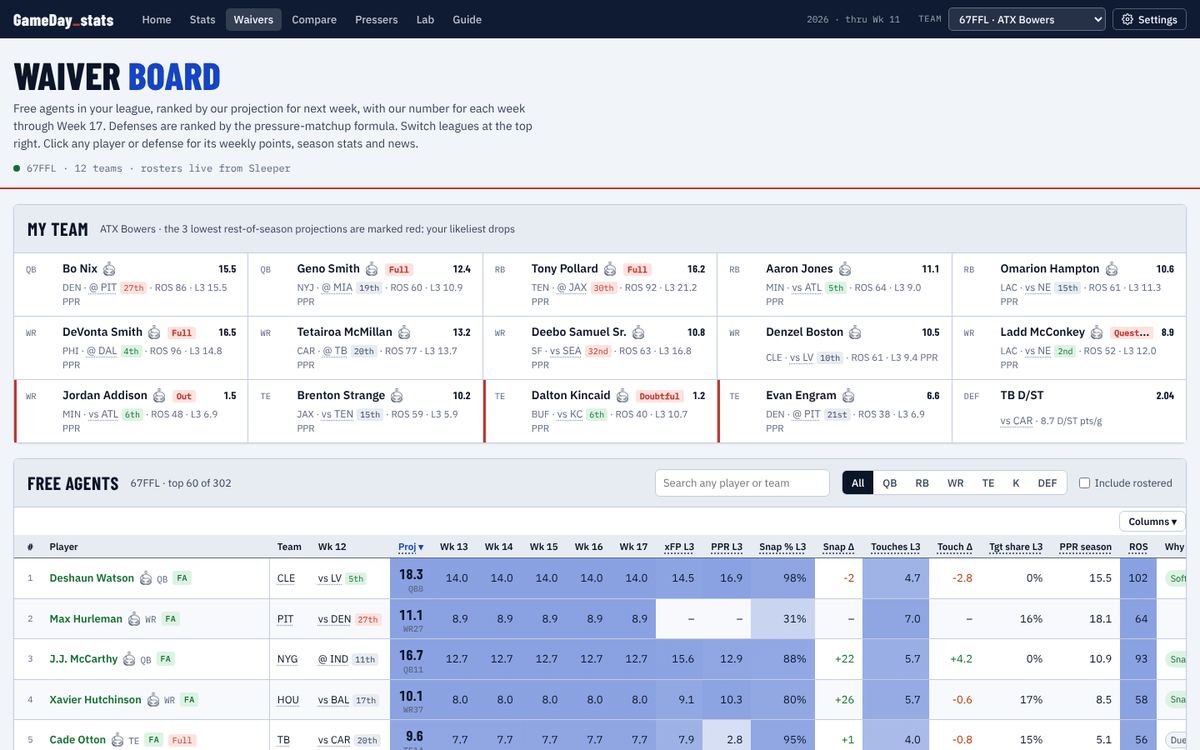 GameDay_stats Home Stats Waivers Compare Pressers Lab Guide 2026 · thru Wk 11 TEAM 67FFL · ATX Bowers Settings
WAIVER BOARD
Free agents in your league, ranked by our projection for next week, with our number for each week
through Week 17. Defenses are ranked by the pressure-matchup formula. Switch leagues at the top
right. Click any player or defense for its weekly points, season stats and news.
67FFL · 12 teams · rosters live from Sleeper
MY TEAM ATX Bowers · the 3 lowest rest-of-season projections are marked red: your likeliest drops
QB Bo Nix 15.5
DEN · @ PIT 27th · ROS 86 · L3 15.5
PPR
QB Geno Smith Full 12.4
NYJ · @ MIA 19th · ROS 60 · L3 10.9
PPR
RB Tony Pollard Full 16.2
TEN · @ JAX 30th · ROS 92 · L3 21.2
PPR
RB Aaron Jones 11.1
MIN · vs ATL 5th · ROS 64 · L3 9.0
PPR
RB Omarion Hampton 10.6
LAC · vs NE 15th · ROS 61 · L3 11.3
PPR
WR DeVonta Smith Full 16.5
PHI · @ DAL 4th · ROS 96 · L3 14.8
PPR
WR Tetairoa McMillan 13.2
CAR · @ TB 20th · ROS 77 · L3 13.7
PPR
WR Deebo Samuel Sr. 10.8
SF · vs SEA 32nd · ROS 63 · L3 16.8
PPR
WR Denzel Boston 10.5
CLE · vs LV 10th · ROS 61 · L3 9.4 PPR
WR Ladd McConkey Quest... 8.9
LAC · vs NE 2nd · ROS 52 · L3 12.0
PPR
WR Jordan Addison Out 1.5
MIN · vs ATL 6th · ROS 48 · L3 6.9
PPR
TE Brenton Strange 10.2
JAX · vs TEN 15th · ROS 59 · L3 5.9
PPR
TE Dalton Kincaid Doubtful 1.2
BUF · vs KC 6th · ROS 40 · L3 10.7
PPR
TE Evan Engram 6.6
DEN · @ PIT 21st · ROS 38 · L3 6.9
PPR
DEF TB D/ST 2.04
vs CAR · 8.7 D/ST pts/g
FREE AGENTS 67FFL · top 60 of 302 Search any player or team All QB RB WR TE K DEF Include rostered
Columns ▾
# Player Team Wk 12 Proj ▾ Wk 13 Wk 14 Wk 15 Wk 16 Wk 17 xFP L3 PPR L3 Snap % L3 Snap Δ Touches L3 Touch Δ Tgt share L3 PPR season ROS Why
1 Deshaun Watson QB FA CLE vs LV 5th 18.3 14.0 14.0 14.0 14.0 14.0 14.5 16.9 98% -2 4.7 -2.8 0% 15.5 102 Soft
QB8
2 Max Hurleman WR FA PIT vs DEN 27th 11.1 8.9 8.9 8.9 8.9 8.9 – – 31% – 7.0 – 16% 18.1 64
WR27
3 J.J. McCarthy QB FA NYG @ IND 11th 16.7 12.7 12.7 12.7 12.7 12.7 15.6 12.9 88% +22 5.7 +4.2 0% 10.9 93 Sna
QB11
4 Xavier Hutchinson WR FA HOU vs BAL 17th 10.1 8.0 8.0 8.0 8.0 8.0 9.1 10.3 80% +26 5.7 -0.6 17% 8.5 58 Sna
WR37
5 Cade Otton TE FA Full TB vs CAR 20th 9.6 7.7 7.7 7.7 7.7 7.7 7.9 2.8 95% +1 4.0 -0.8 15% 5.1 56 Due